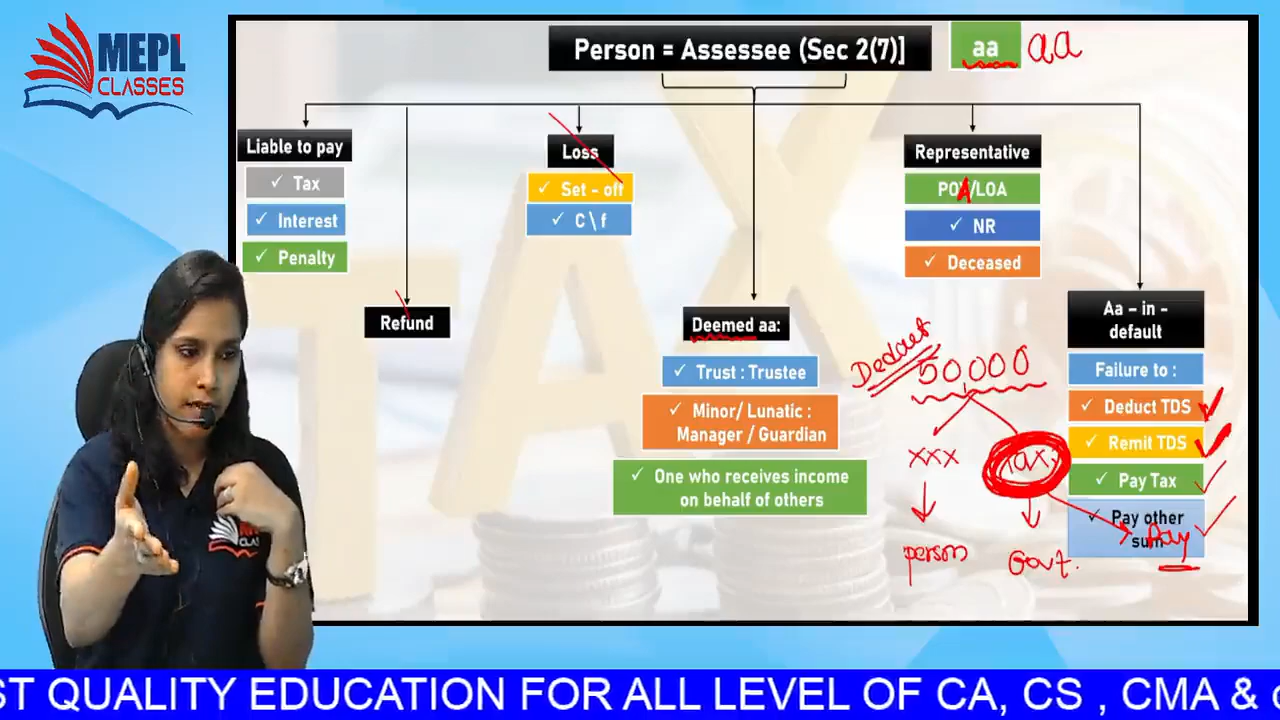 MEPL
CLASSES
Person = Assessee (Sec 2(7)]
aa
aa
Liable to pay
✓ Tax
✓ Interest
✓ Penalty
Refund
Loss
✓ Set - off
✓ C\f
Deemed aa:
✓ Trust : Trustee
✓ Minor/ Lunatic :
Manager / Guardian
✓ One who receives income
on behalf of others
Representative
POA/LOA
✓ NR
✓ Deceased
Deduct
50,000
xxx
Tax
person
Govt.
Aa - in -
default
Failure to :
✓ Deduct TDS
✓ Remit TDS
✓ Pay Tax
✓ Pay other
sum
Pay
ST QUALITY EDUCATION FOR ALL LEVEL OF CA, CS , CMA &